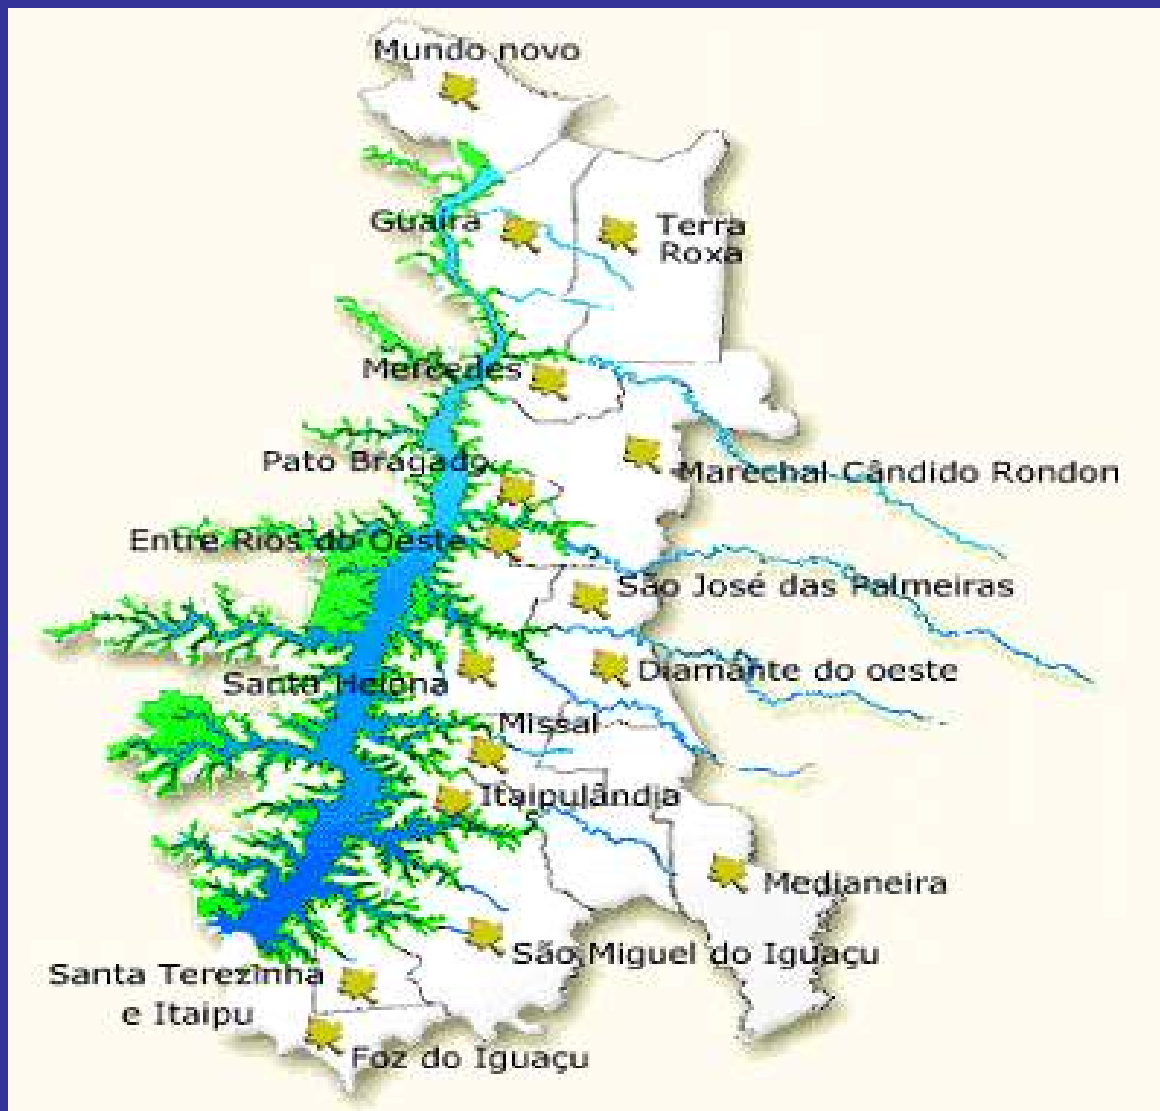 Mundo novo
Guaíra
Terra
Roxa
Mercedes
Pato Bragado
Marechal Cândido Rondon
Entre Rios do Oeste
São José das Palmeiras
Diamante do oeste
Santa Helena
Missal
Itaipulândia
Medianeira
São Miguel do Iguaçu
Santa Terezinha
e Itaipu
Foz do Iguaçu